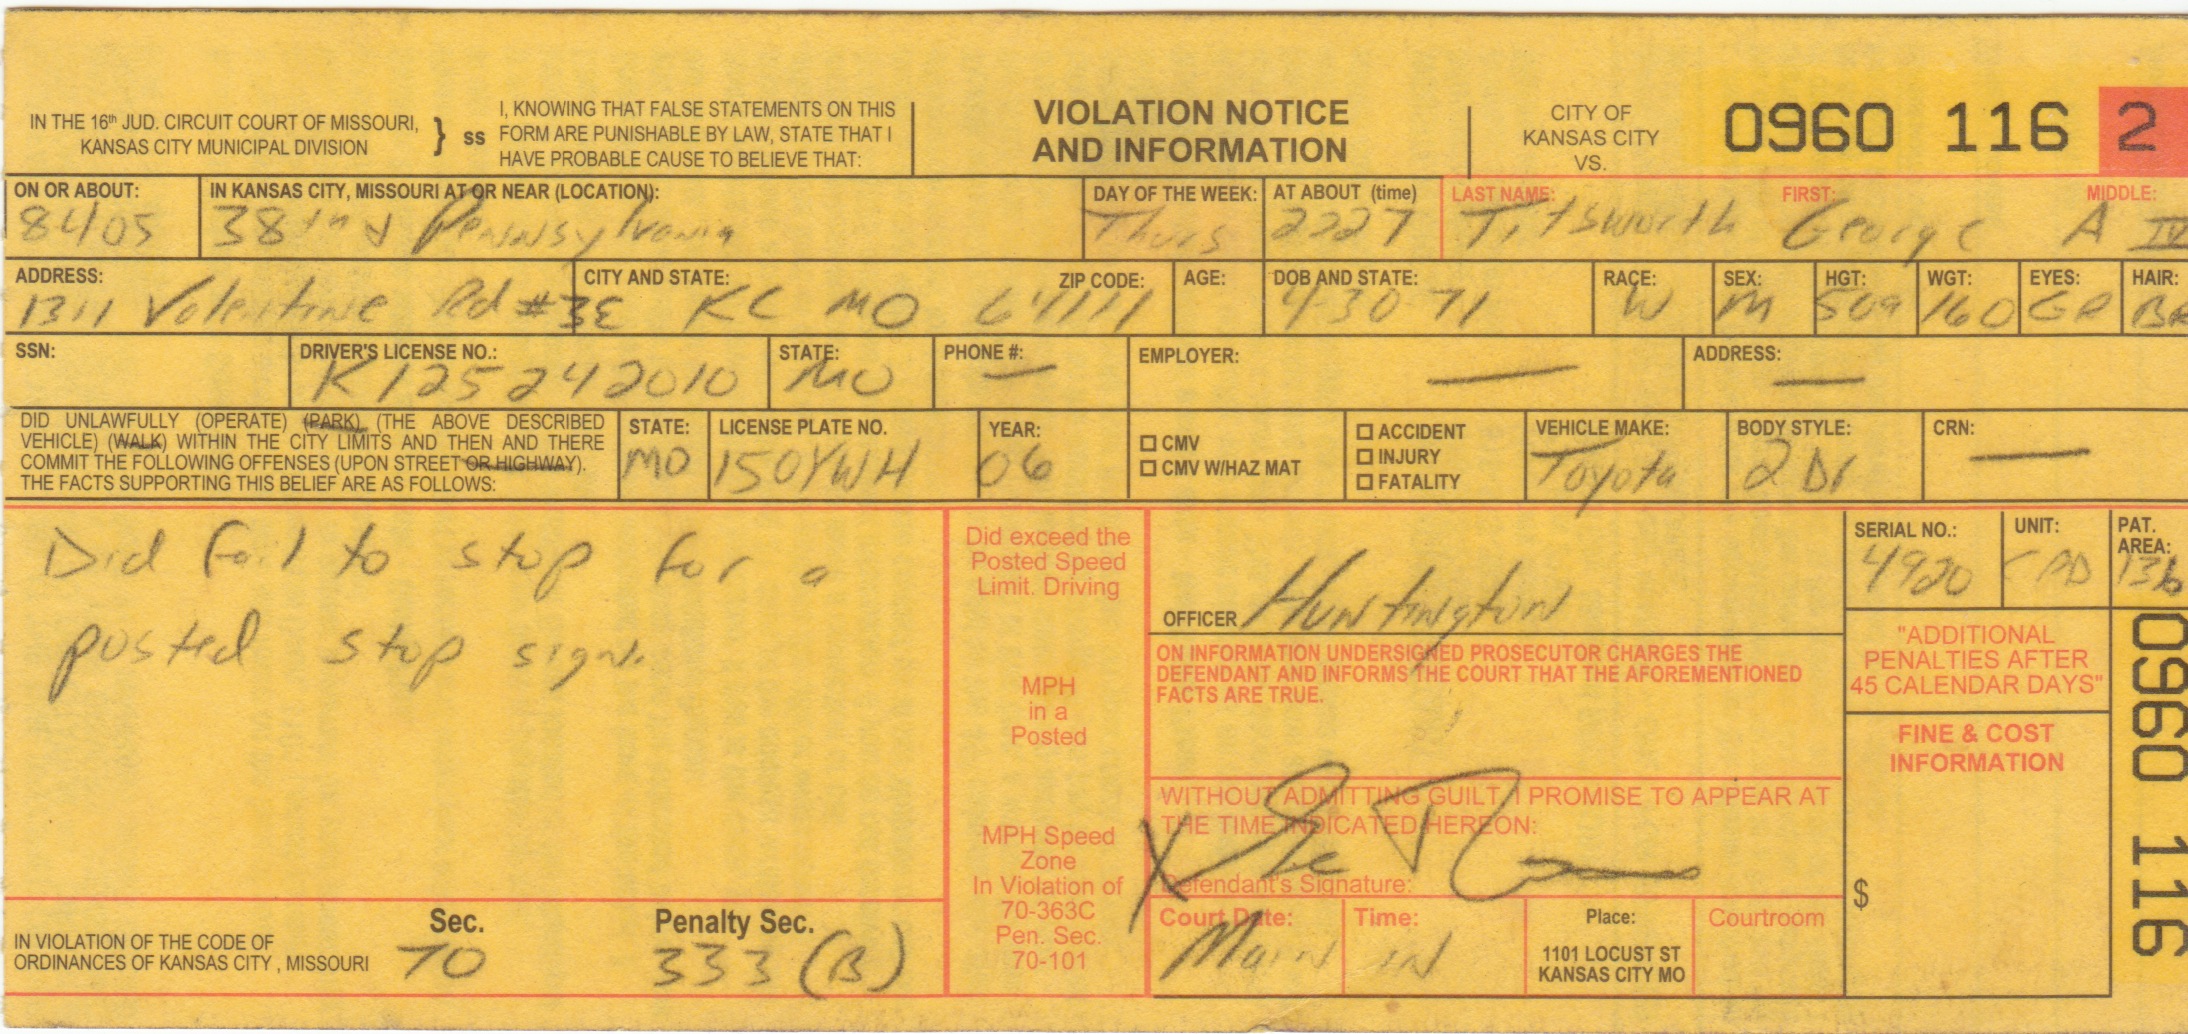 IN THE 16th JUD. CIRCUIT COURT OF MISSOURI,
KANSAS CITY MUNICIPAL DIVISION
} ss
I, KNOWING THAT FALSE STATEMENTS ON THIS
FORM ARE PUNISHABLE BY LAW, STATE THAT I
HAVE PROBABLE CAUSE TO BELIEVE THAT:
VIOLATION NOTICE
AND INFORMATION
CITY OF
KANSAS CITY
VS.
0960 116 2
ON OR ABOUT:
8/4/05
IN KANSAS CITY, MISSOURI AT OR NEAR (LOCATION):
38th & Pennsylvania
DAY OF THE WEEK:
Thurs
AT ABOUT (time)
2227
LAST NAME: FIRST: MIDDLE:
Titsworth George A IV
ADDRESS:
1311 Valentine Rd #3E
CITY AND STATE: ZIP CODE:
KC MO 64111
AGE:
DOB AND STATE:
4-30-71
RACE:
W
SEX:
M
HGT:
509
WGT:
160
EYES:
GR
HAIR:
BR
SSN:
DRIVER'S LICENSE NO.:
K125242010
STATE:
MO
PHONE #:
—
EMPLOYER:
—
ADDRESS:
—
DID UNLAWFULLY (OPERATE) (PARK) (THE ABOVE DESCRIBED
VEHICLE) (WALK) WITHIN THE CITY LIMITS AND THEN AND THERE
COMMIT THE FOLLOWING OFFENSES (UPON STREET OR HIGHWAY).
THE FACTS SUPPORTING THIS BELIEF ARE AS FOLLOWS:
STATE:
MO
LICENSE PLATE NO.
150YWH
YEAR:
06
☐ CMV
☐ CMV W/HAZ MAT
☐ ACCIDENT
☐ INJURY
☐ FATALITY
VEHICLE MAKE:
Toyota
BODY STYLE:
2 Dr
CRN:
—
Did fail to stop for a
posted stop sign.
Did exceed the
Posted Speed
Limit. Driving
MPH
in a
Posted
MPH Speed
Zone
In Violation of
70-363C
Pen. Sec.
70-101
OFFICER Huntington
SERIAL NO.:
4920
UNIT:
CPD
PAT.
AREA:
136
ON INFORMATION UNDERSIGNED PROSECUTOR CHARGES THE
DEFENDANT AND INFORMS THE COURT THAT THE AFOREMENTIONED
FACTS ARE TRUE.
"ADDITIONAL
PENALTIES AFTER
45 CALENDAR DAYS"
FINE & COST
INFORMATION
$
WITHOUT ADMITTING GUILT, I PROMISE TO APPEAR AT
THE TIME INDICATED HEREON:
X
Defendant's Signature:
IN VIOLATION OF THE CODE OF
ORDINANCES OF KANSAS CITY, MISSOURI
Sec.
70
Penalty Sec.
333 (B)
Court Date:
Mail
Time:
IN
Place:
1101 LOCUST ST
KANSAS CITY MO
Courtroom
0960 116